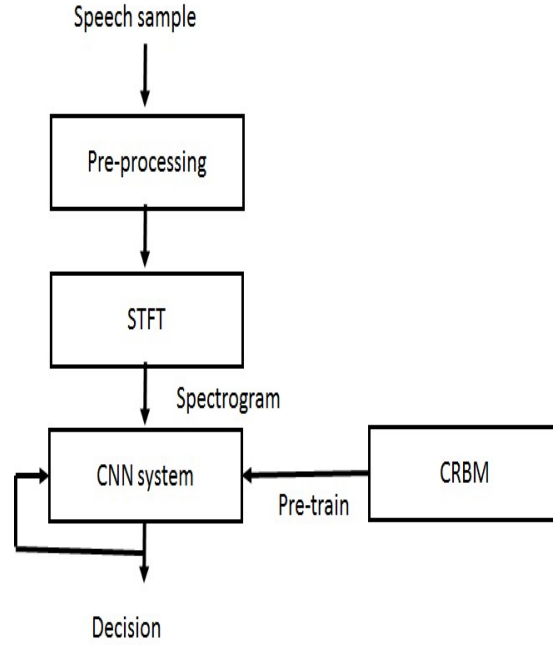 Speech sample
Pre-processing
STFT
Spectrogram
CNN system
CRBM
Pre-train
Decision